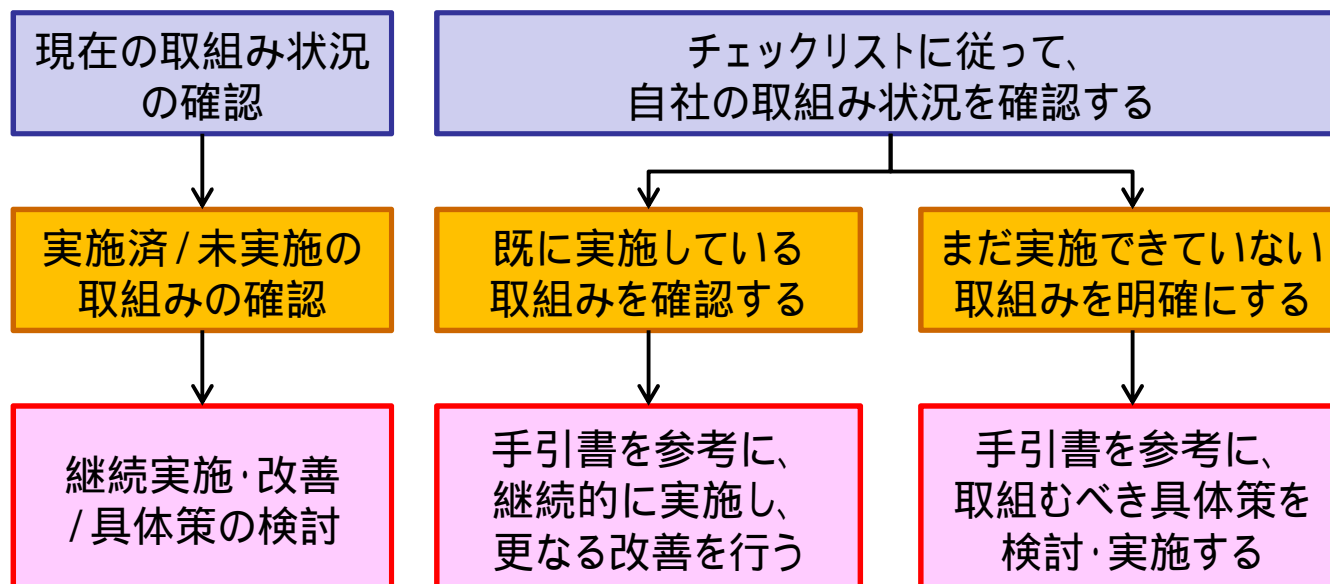 現在の取組み状況
の確認
チェックリストに従って、
自社の取組み状況を確認する
実施済/未実施の
取組みの確認
既に実施している
取組みを確認する
まだ実施できていない
取組みを明確にする
継続実施・改善
/具体策の検討
手引書を参考に、
継続的に実施し、
更なる改善を行う
手引書を参考に、
取組むべき具体策を
検討・実施する